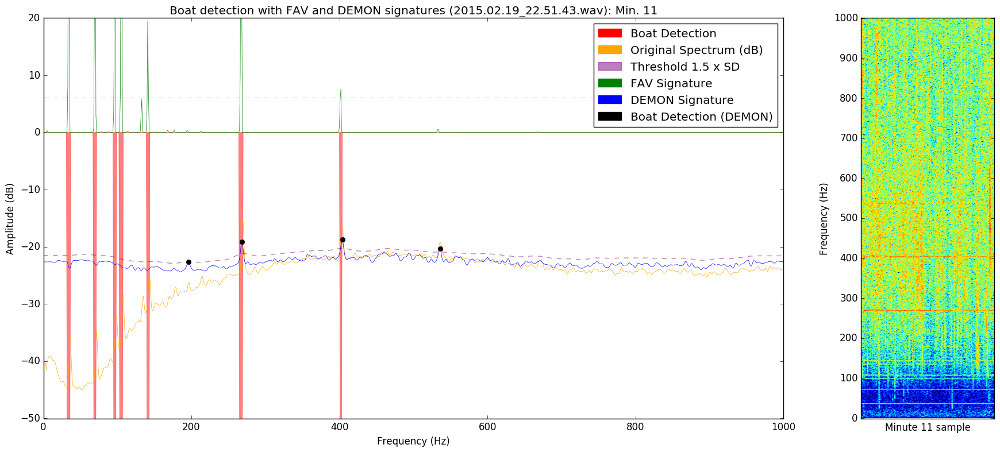 Boat detection with FAV and DEMON signatures (2015.02.19_22.51.43.wav): Min. 11
Boat Detection
Original Spectrum (dB)
Threshold 1.5 x SD
FAV Signature
DEMON Signature
Boat Detection (DEMON)
Amplitude (dB)
20
10
0
−10
−20
−30
−40
−50
0
200
400
600
800
1000
Frequency (Hz)
Frequency (Hz)
1000
900
800
700
600
500
400
300
200
100
0
Minute 11 sample